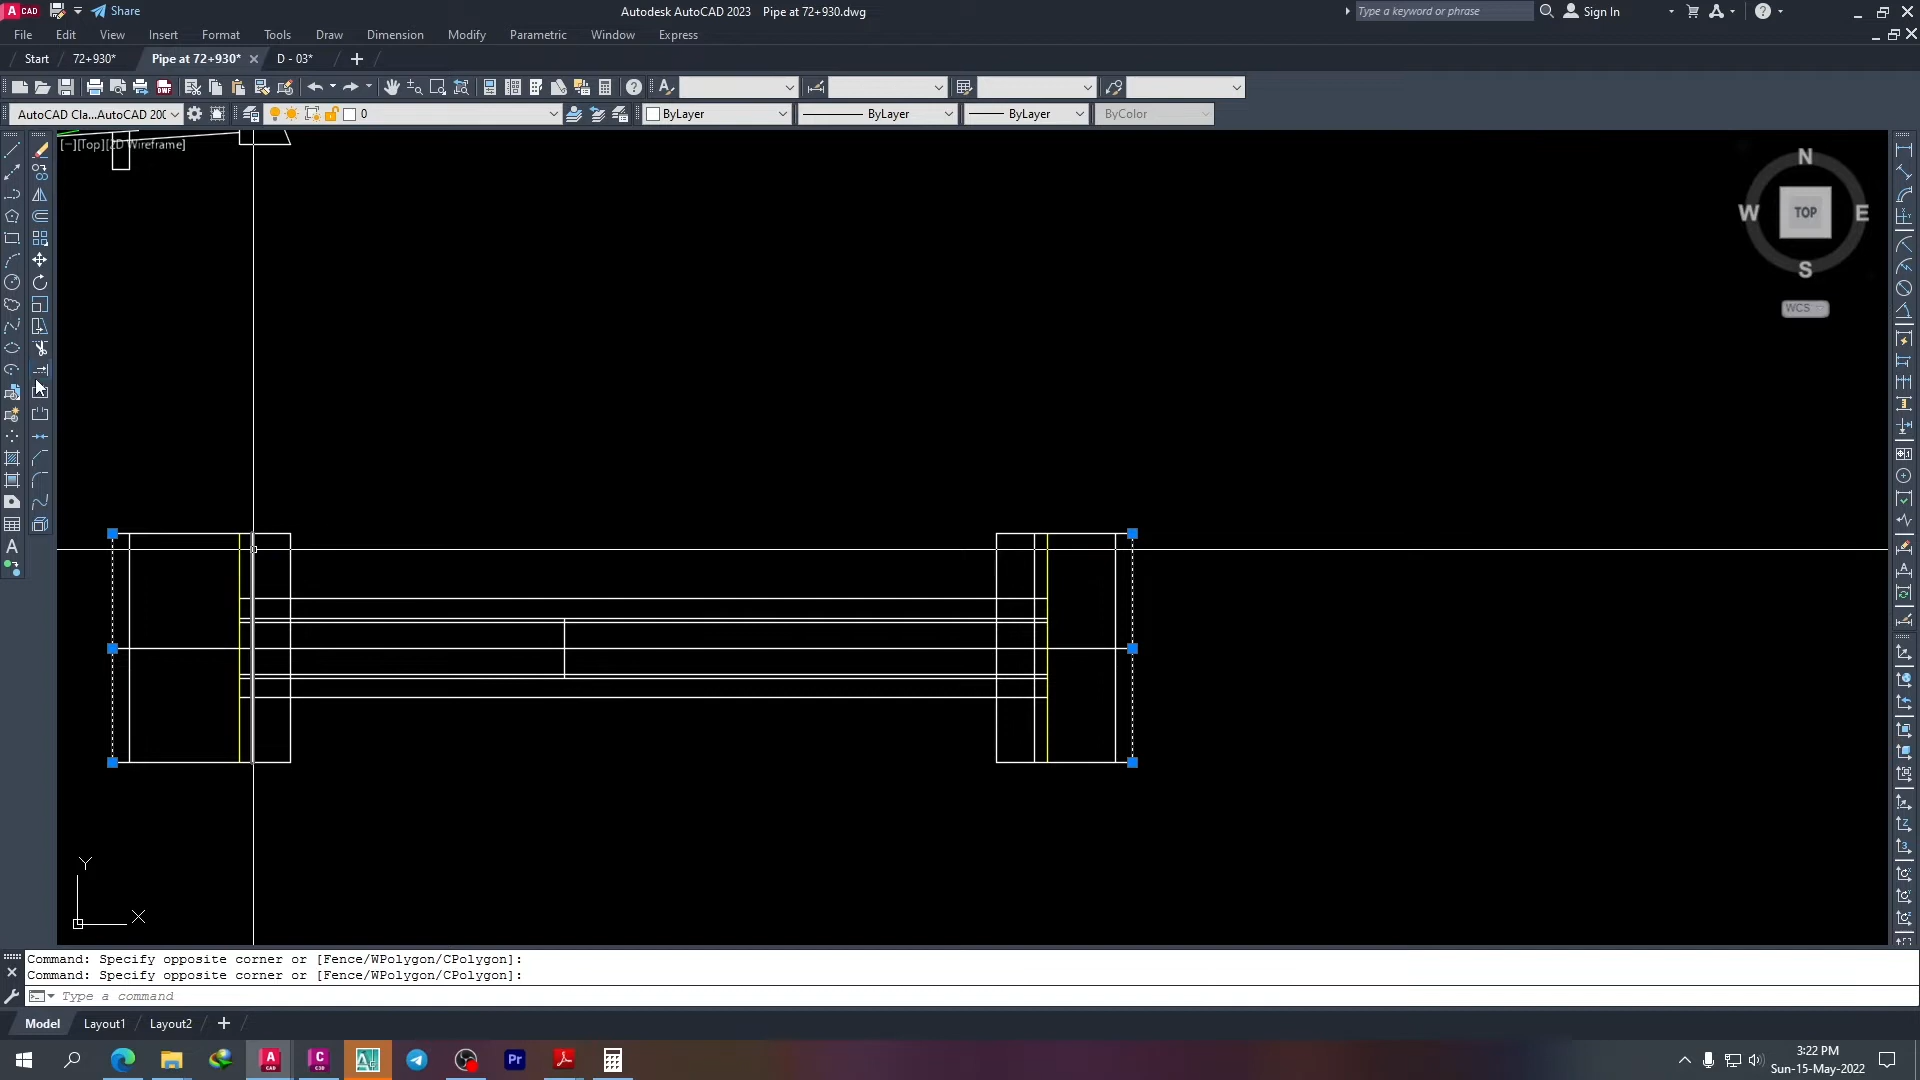 A CAD
Share
Autodesk AutoCAD 2023 Pipe at 72+930.dwg
Type a keyword or phrase
Sign In
File Edit View Insert Format Tools Draw Dimension Modify Parametric Window Help Express
Start 72+930* Pipe at 72+930* D - 03*
AutoCAD Cla...AutoCAD 200
0
ByLayer
ByLayer
ByLayer
ByColor
[−][Top][2D Wireframe]
N
W TOP E
S
WCS
Y
X
Command: Specify opposite corner or [Fence/WPolygon/CPolygon]:
Command: Specify opposite corner or [Fence/WPolygon/CPolygon]:
Type a command
Model Layout1 Layout2
3:22 PM
Sun-15-May-2022